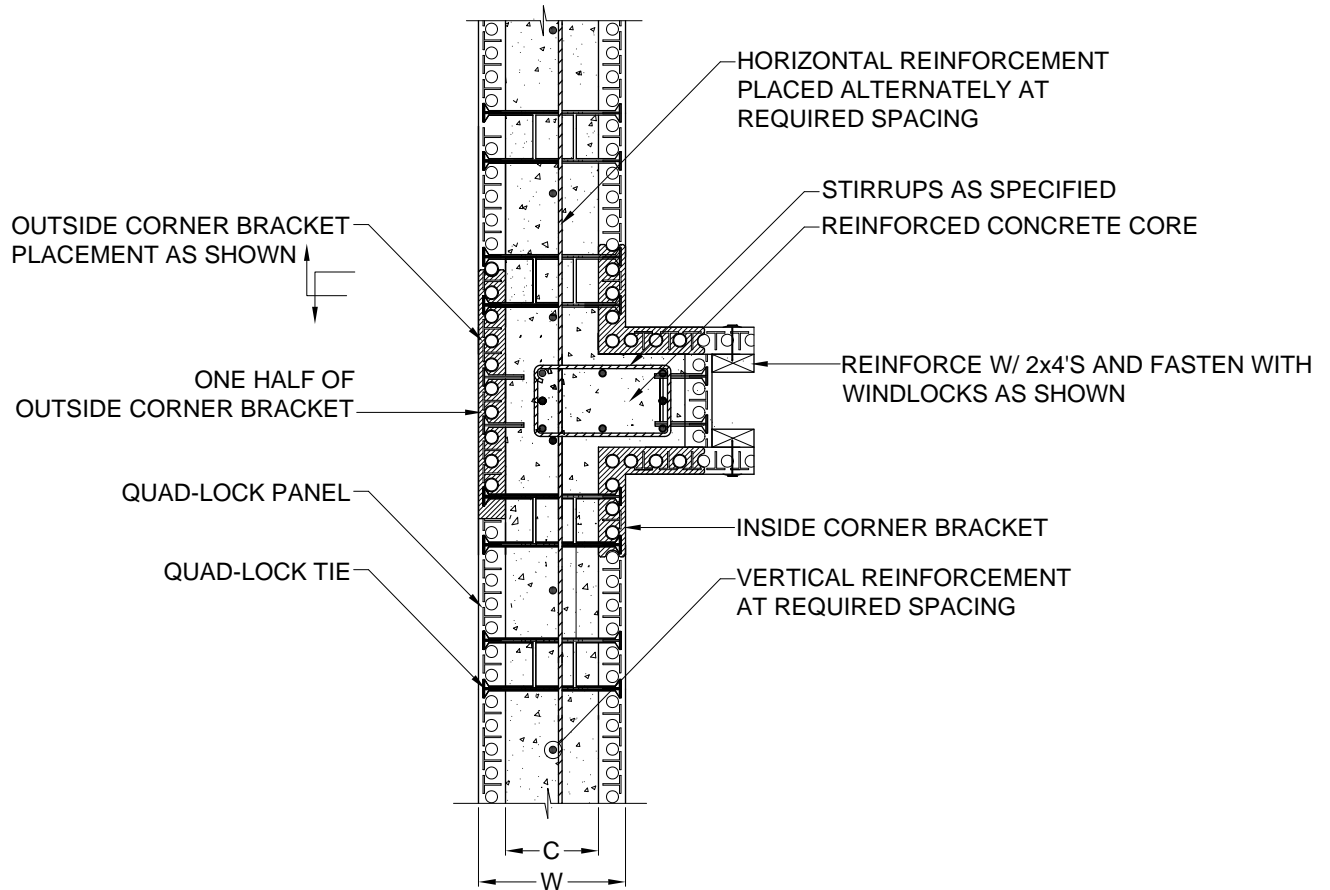 HORIZONTAL REINFORCEMENT
PLACED ALTERNATELY AT
REQUIRED SPACING
STIRRUPS AS SPECIFIED
REINFORCED CONCRETE CORE
OUTSIDE CORNER BRACKET
PLACEMENT AS SHOWN
REINFORCE W/ 2x4'S AND FASTEN WITH
WINDLOCKS AS SHOWN
ONE HALF OF
OUTSIDE CORNER BRACKET
QUAD-LOCK PANEL
INSIDE CORNER BRACKET
QUAD-LOCK TIE
VERTICAL REINFORCEMENT
AT REQUIRED SPACING
C
W